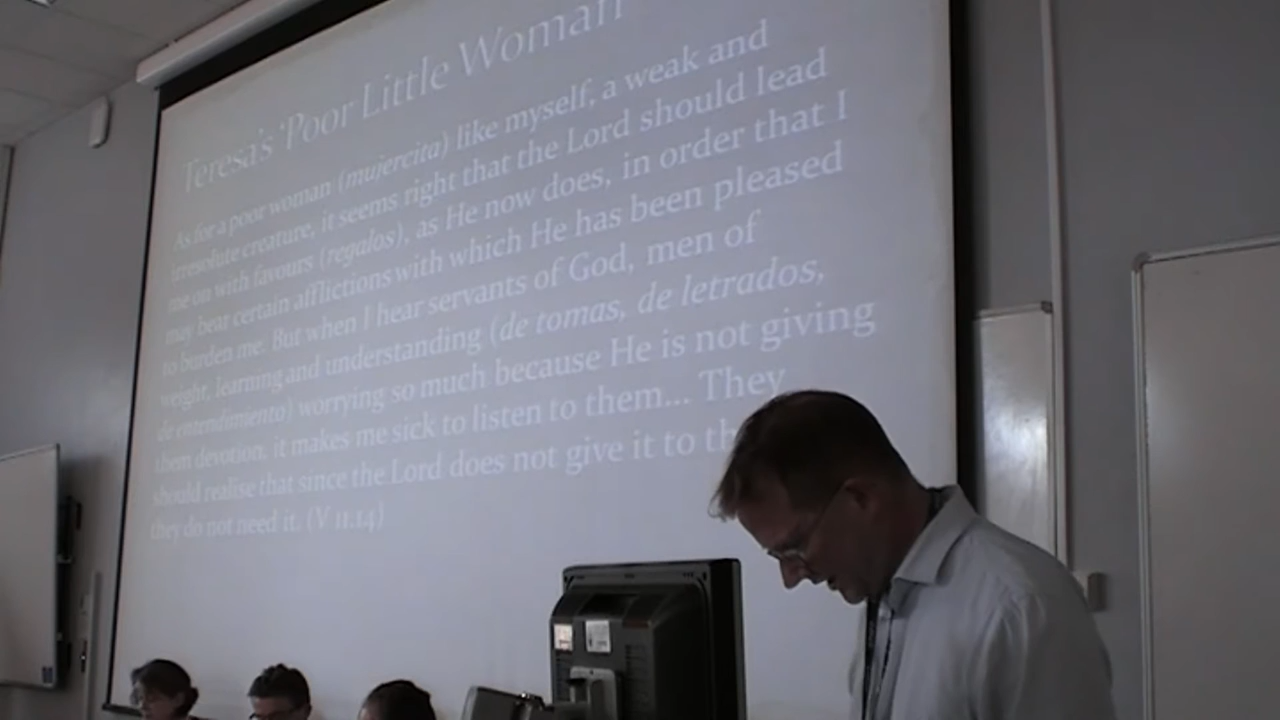 Teresa's 'Poor Little Woman'
As for a poor woman (mujercita) like myself, a weak and
irresolute creature, it seems right that the Lord should lead
me on with favours (regalos), as He now does, in order that I
may bear certain afflictions with which He has been pleased
to burden me. But when I hear servants of God, men of
weight, learning and understanding (de tomas, de letrados,
de entendimiento) worrying so much because He is not giving
them devotion, it makes me sick to listen to them... They
should realise that since the Lord does not give it to
they do not need it. (V 11.14)